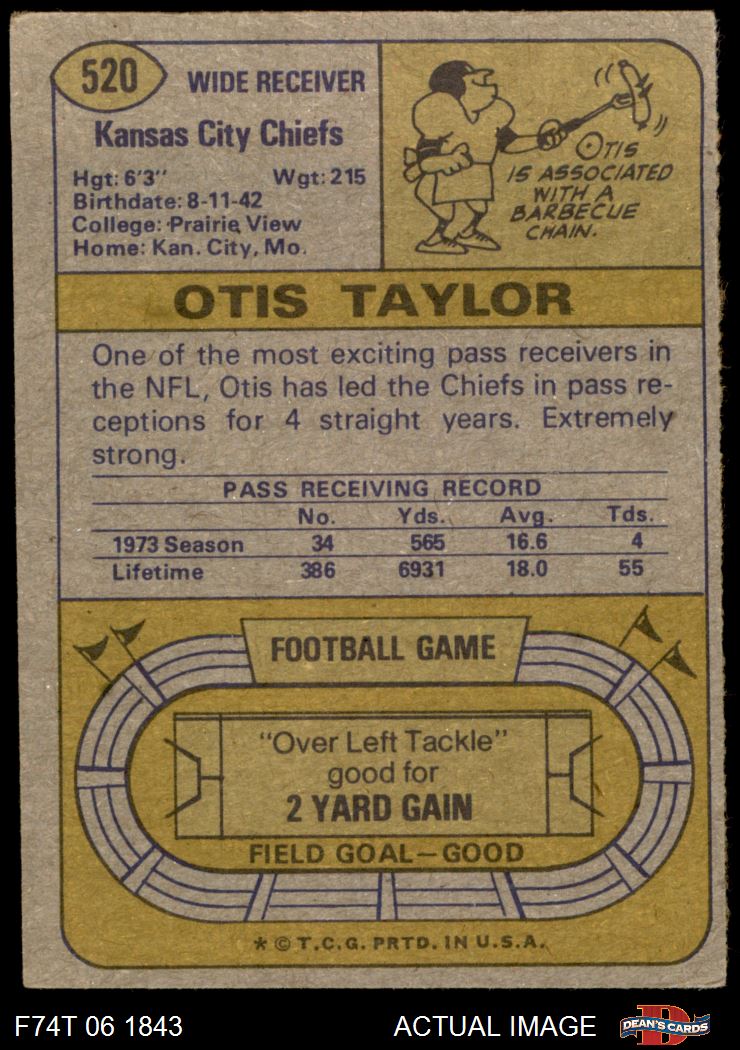 520
WIDE RECEIVER
Kansas City Chiefs
Hgt: 6'3" Wgt: 215
Birthdate: 8-11-42
College: Prairie View
Home: Kan. City, Mo.
OTIS
IS ASSOCIATED
WITH A
BARBECUE
CHAIN.
OTIS TAYLOR
One of the most exciting pass receivers in
the NFL, Otis has led the Chiefs in pass re-
ceptions for 4 straight years. Extremely
strong.
PASS RECEIVING RECORD
No. Yds. Avg. Tds.
1973 Season 34 565 16.6 4
Lifetime 386 6931 18.0 55
FOOTBALL GAME
"Over Left Tackle"
good for
2 YARD GAIN
FIELD GOAL—GOOD
* © T.C.G. PRTD. IN U.S.A.
F74T 06 1843 ACTUAL IMAGE D DEAN'S CARDS